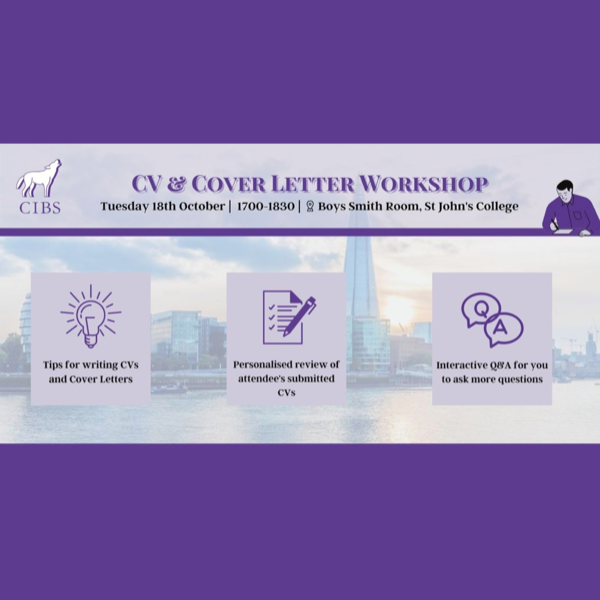 CIBS
CV & COVER LETTER WORKSHOP
Tuesday 18th October | 1700-1830 | Boys Smith Room, St John's College
Tips for writing CVs
and Cover Letters
Personalised review of
attendee's submitted
CVs
Q
A
Interactive Q&A for you
to ask more questions